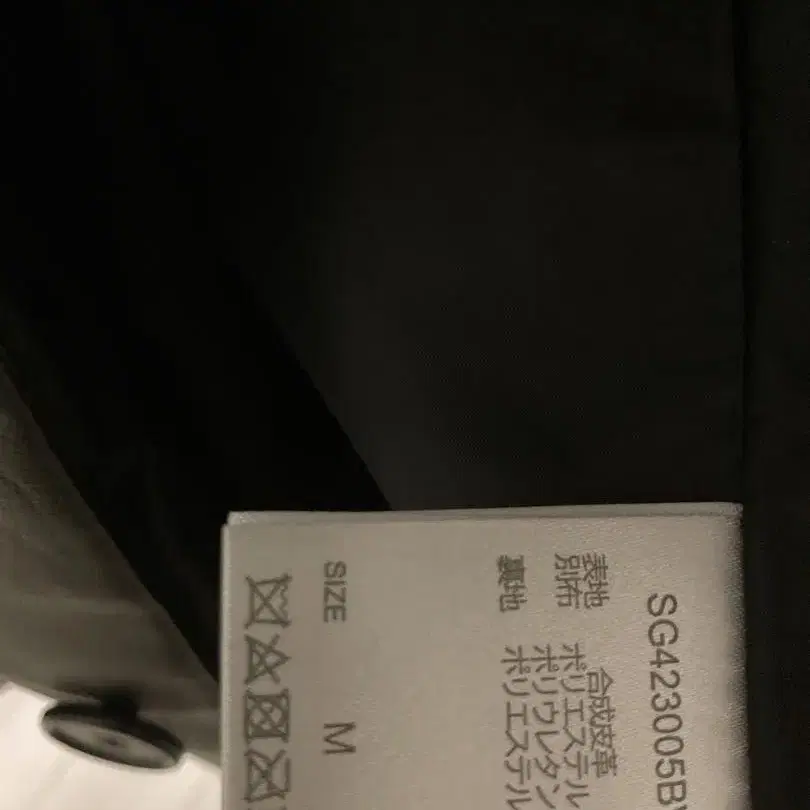 SG423005B
表地 合成皮革
別布 ポリエステル
ポリウレタン
裏地 ポリエステル
SIZE M